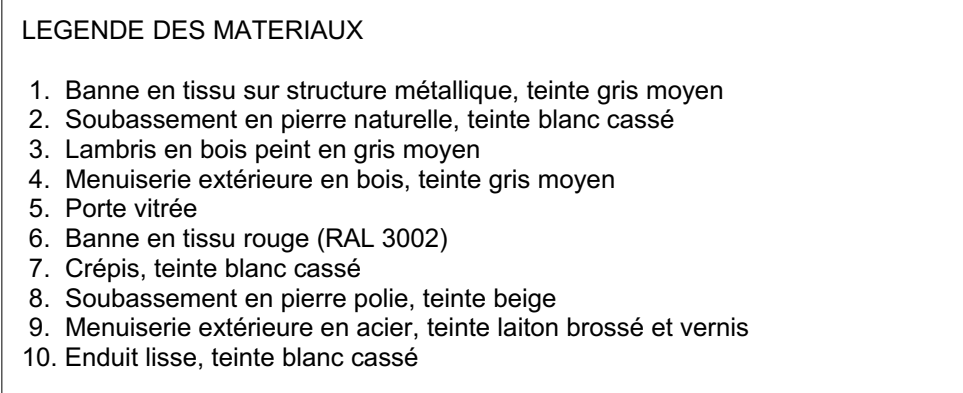 LEGENDE DES MATERIAUX
1. Banne en tissu sur structure métallique, teinte gris moyen
2. Soubassement en pierre naturelle, teinte blanc cassé
3. Lambris en bois peint en gris moyen
4. Menuiserie extérieure en bois, teinte gris moyen
5. Porte vitrée
6. Banne en tissu rouge (RAL 3002)
7. Crépis, teinte blanc cassé
8. Soubassement en pierre polie, teinte beige
9. Menuiserie extérieure en acier, teinte laiton brossé et vernis
10. Enduit lisse, teinte blanc cassé